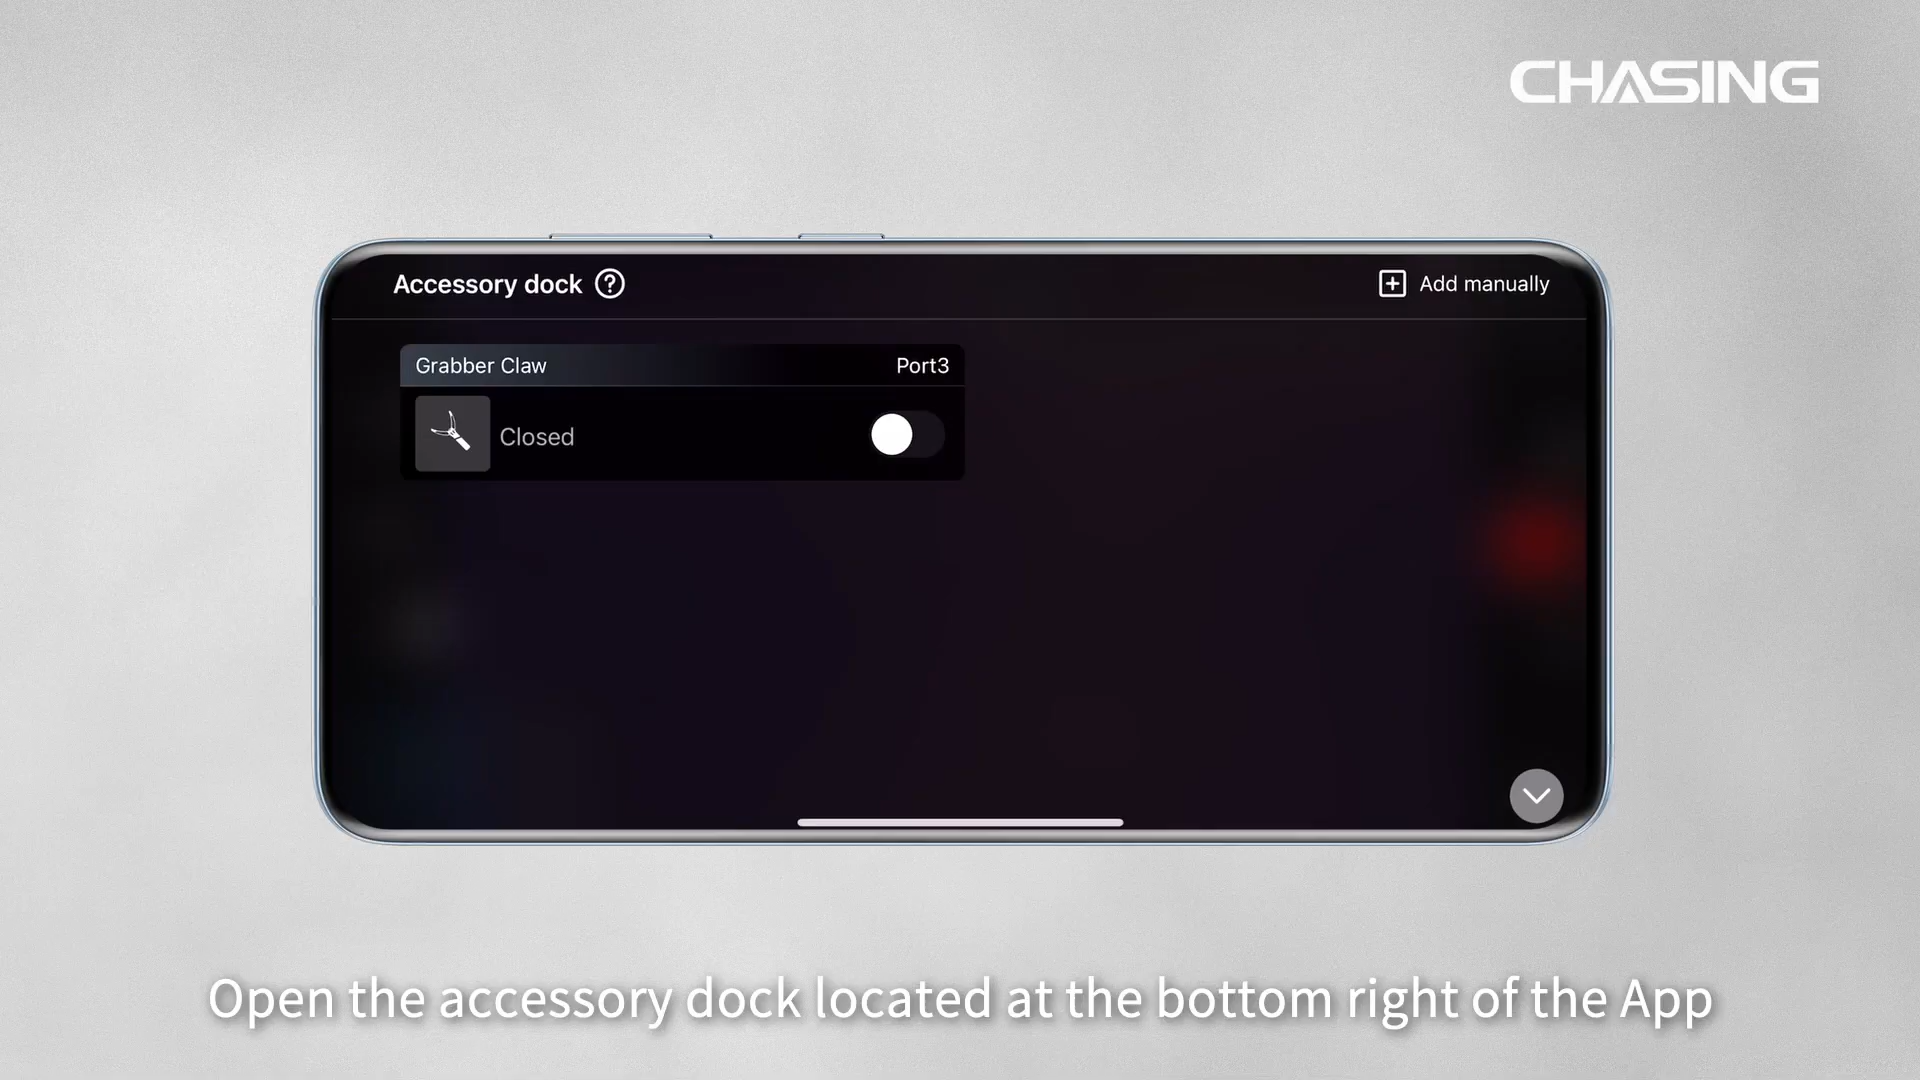 CHASING
Accessory dock ?
Add manually
Grabber Claw
Port3
Closed
Open the accessory dock located at the bottom right of the App